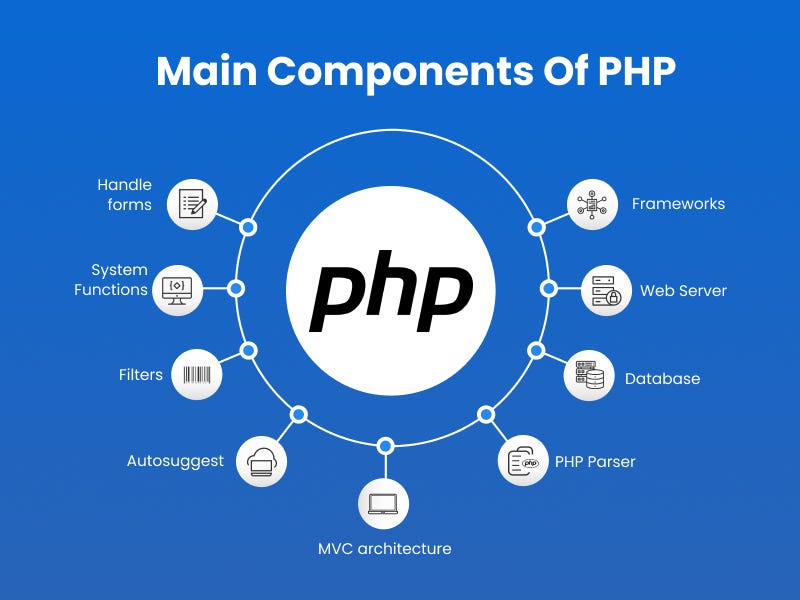 Main Components Of PHP
Handle
forms
System
Functions
Filters
Autosuggest
MVC architecture
php
Frameworks
Web Server
Database
PHP Parser
php